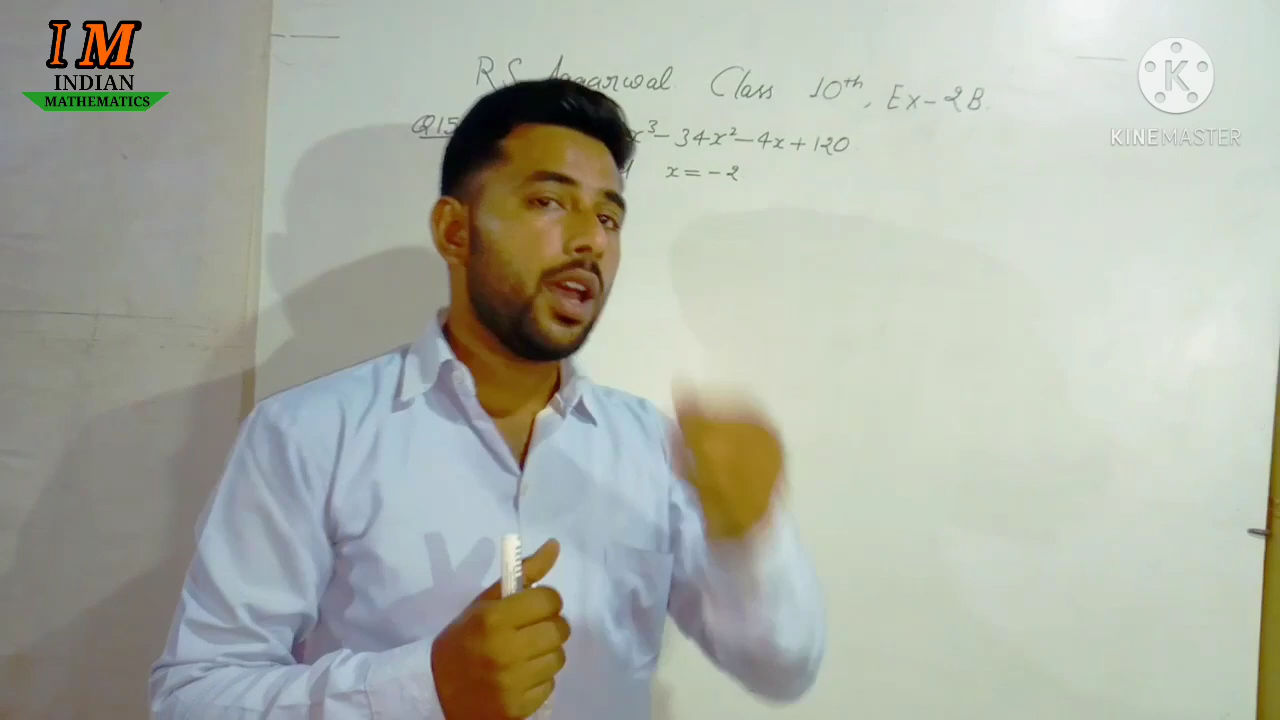 I M
INDIAN
MATHEMATICS
K
KINEMASTER
R.S. Aggarwal Class 10th, Ex-2B.
Q15 x³-34x²-4x+120
x=-2